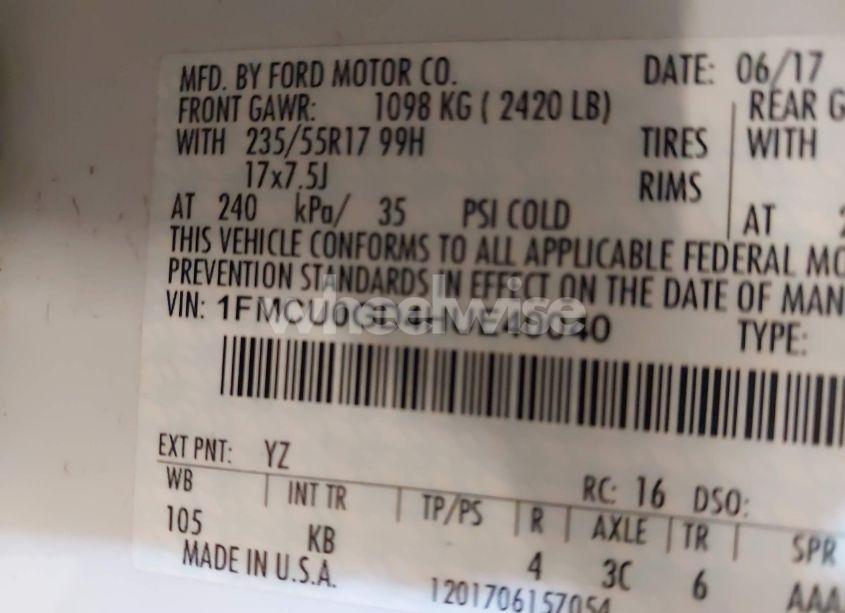 MFD. BY FORD MOTOR CO. DATE: 06/17
FRONT GAWR: 1098 KG ( 2420 LB) REAR G
WITH 235/55R17 99H TIRES WITH
17x7.5J RIMS
AT 240 kPa/ 35 PSI COLD AT 2
THIS VEHICLE CONFORMS TO ALL APPLICABLE FEDERAL MO
PREVENTION STANDARDS IN EFFECT ON THE DATE OF MAN
VIN: TYPE:
wheelwise
EXT PNT: YZ RC: 16 DSO:
WB INT TR TP/PS R AXLE TR SPR
105 KB 4 3C 6 AAA
MADE IN U.S.A. 1201706157054